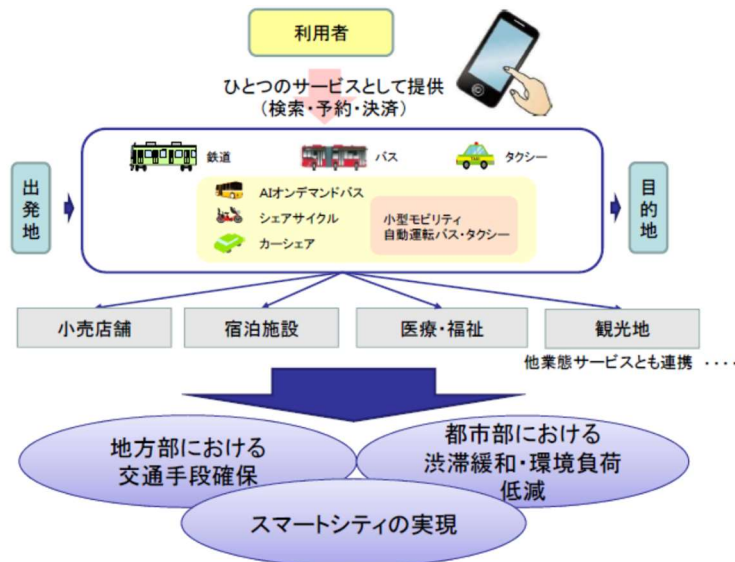 利用者
ひとつのサービスとして提供
(検索・予約・決済)
出発地
鉄道
バス
タクシー
AIオンデマンドバス
シェアサイクル
カーシェア
小型モビリティ
自動運転バス・タクシー
目的地
小売店舗
宿泊施設
医療・福祉
観光地
他業態サービスとも連携 ････
地方部における
交通手段確保
都市部における
渋滞緩和・環境負荷
低減
スマートシティの実現